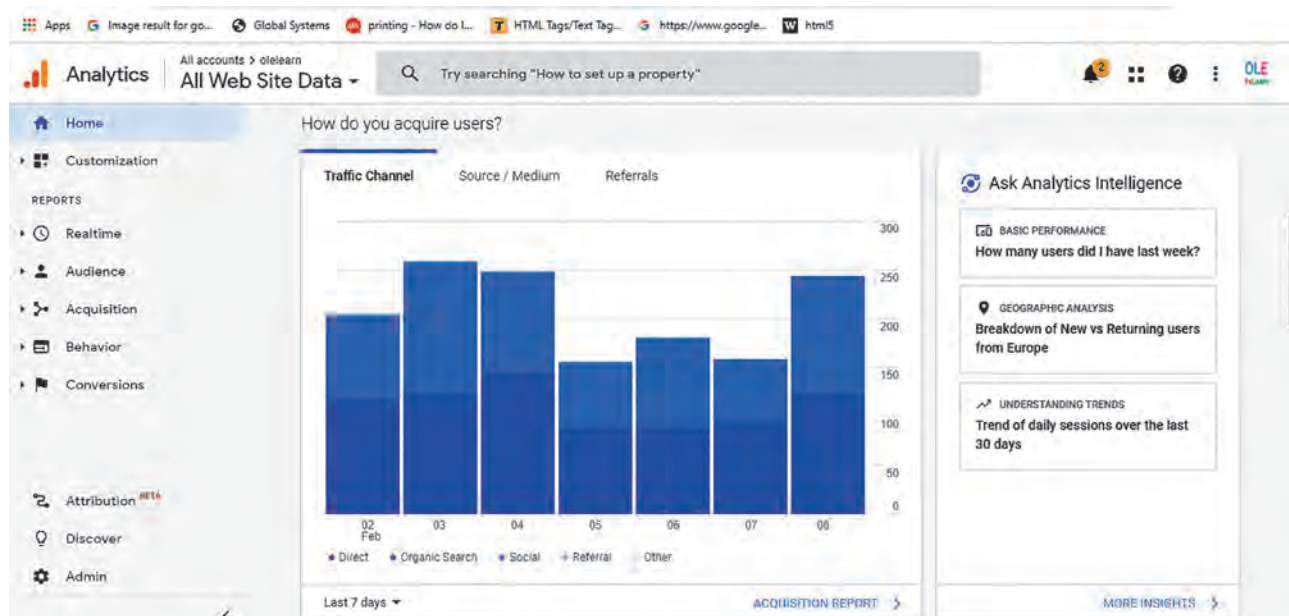 Apps Image result for go... Global Systems printing - How do I... HTML Tags/Text Tag... https://www.google... html5
Analytics
All accounts > olelearn
All Web Site Data
Try searching "How to set up a property"
2
OLE
Home
Customization
REPORTS
Realtime
Audience
Acquisition
Behavior
Conversions
Attribution BETA
Discover
Admin
How do you acquire users?
Traffic Channel Source / Medium Referrals
300
250
200
150
100
50
0
02 03 04 05 06 07 08
Feb
Direct Organic Search Social Referral Other
Last 7 days ACQUISITION REPORT >
Ask Analytics Intelligence
BASIC PERFORMANCE
How many users did I have last week?
GEOGRAPHIC ANALYSIS
Breakdown of New vs Returning users
from Europe
UNDERSTANDING TRENDS
Trend of daily sessions over the last
30 days
MORE INSIGHTS >